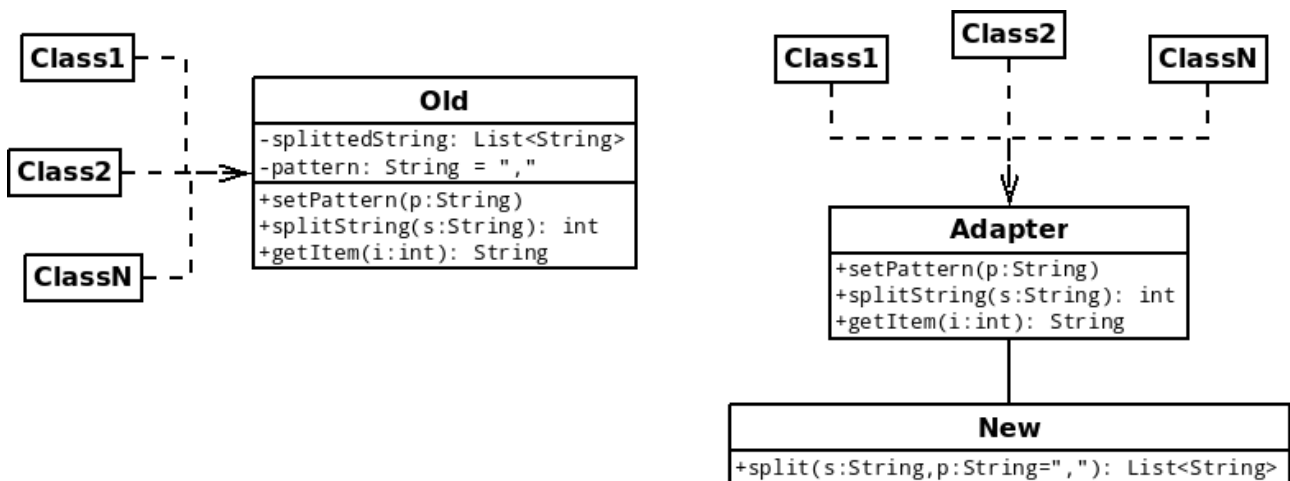 Class1
Class2
ClassN
Old
-splittedString: List<String>
-pattern: String = ","
+setPattern(p:String)
+splitString(s:String): int
+getItem(i:int): String
Class1
Class2
ClassN
Adapter
+setPattern(p:String)
+splitString(s:String): int
+getItem(i:int): String
New
+split(s:String,p:String=","): List<String>